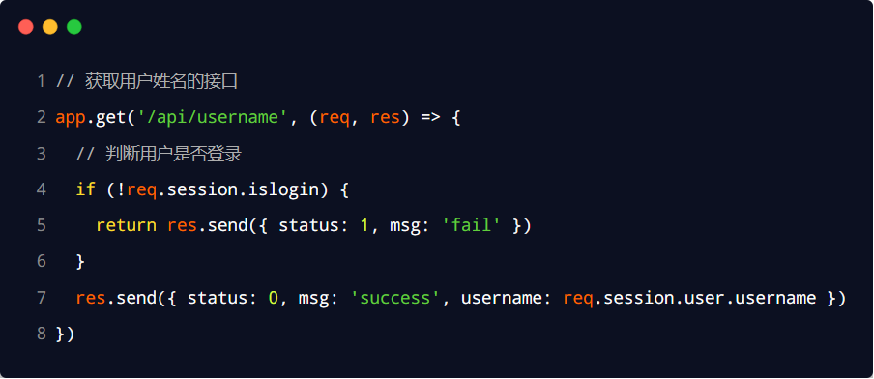 1 // 获取用户姓名的接口
2 app.get('/api/username', (req, res) => {
3 // 判断用户是否登录
4 if (!req.session.islogin) {
5 return res.send({ status: 1, msg: 'fail' })
6 }
7 res.send({ status: 0, msg: 'success', username: req.session.user.username })
8 })